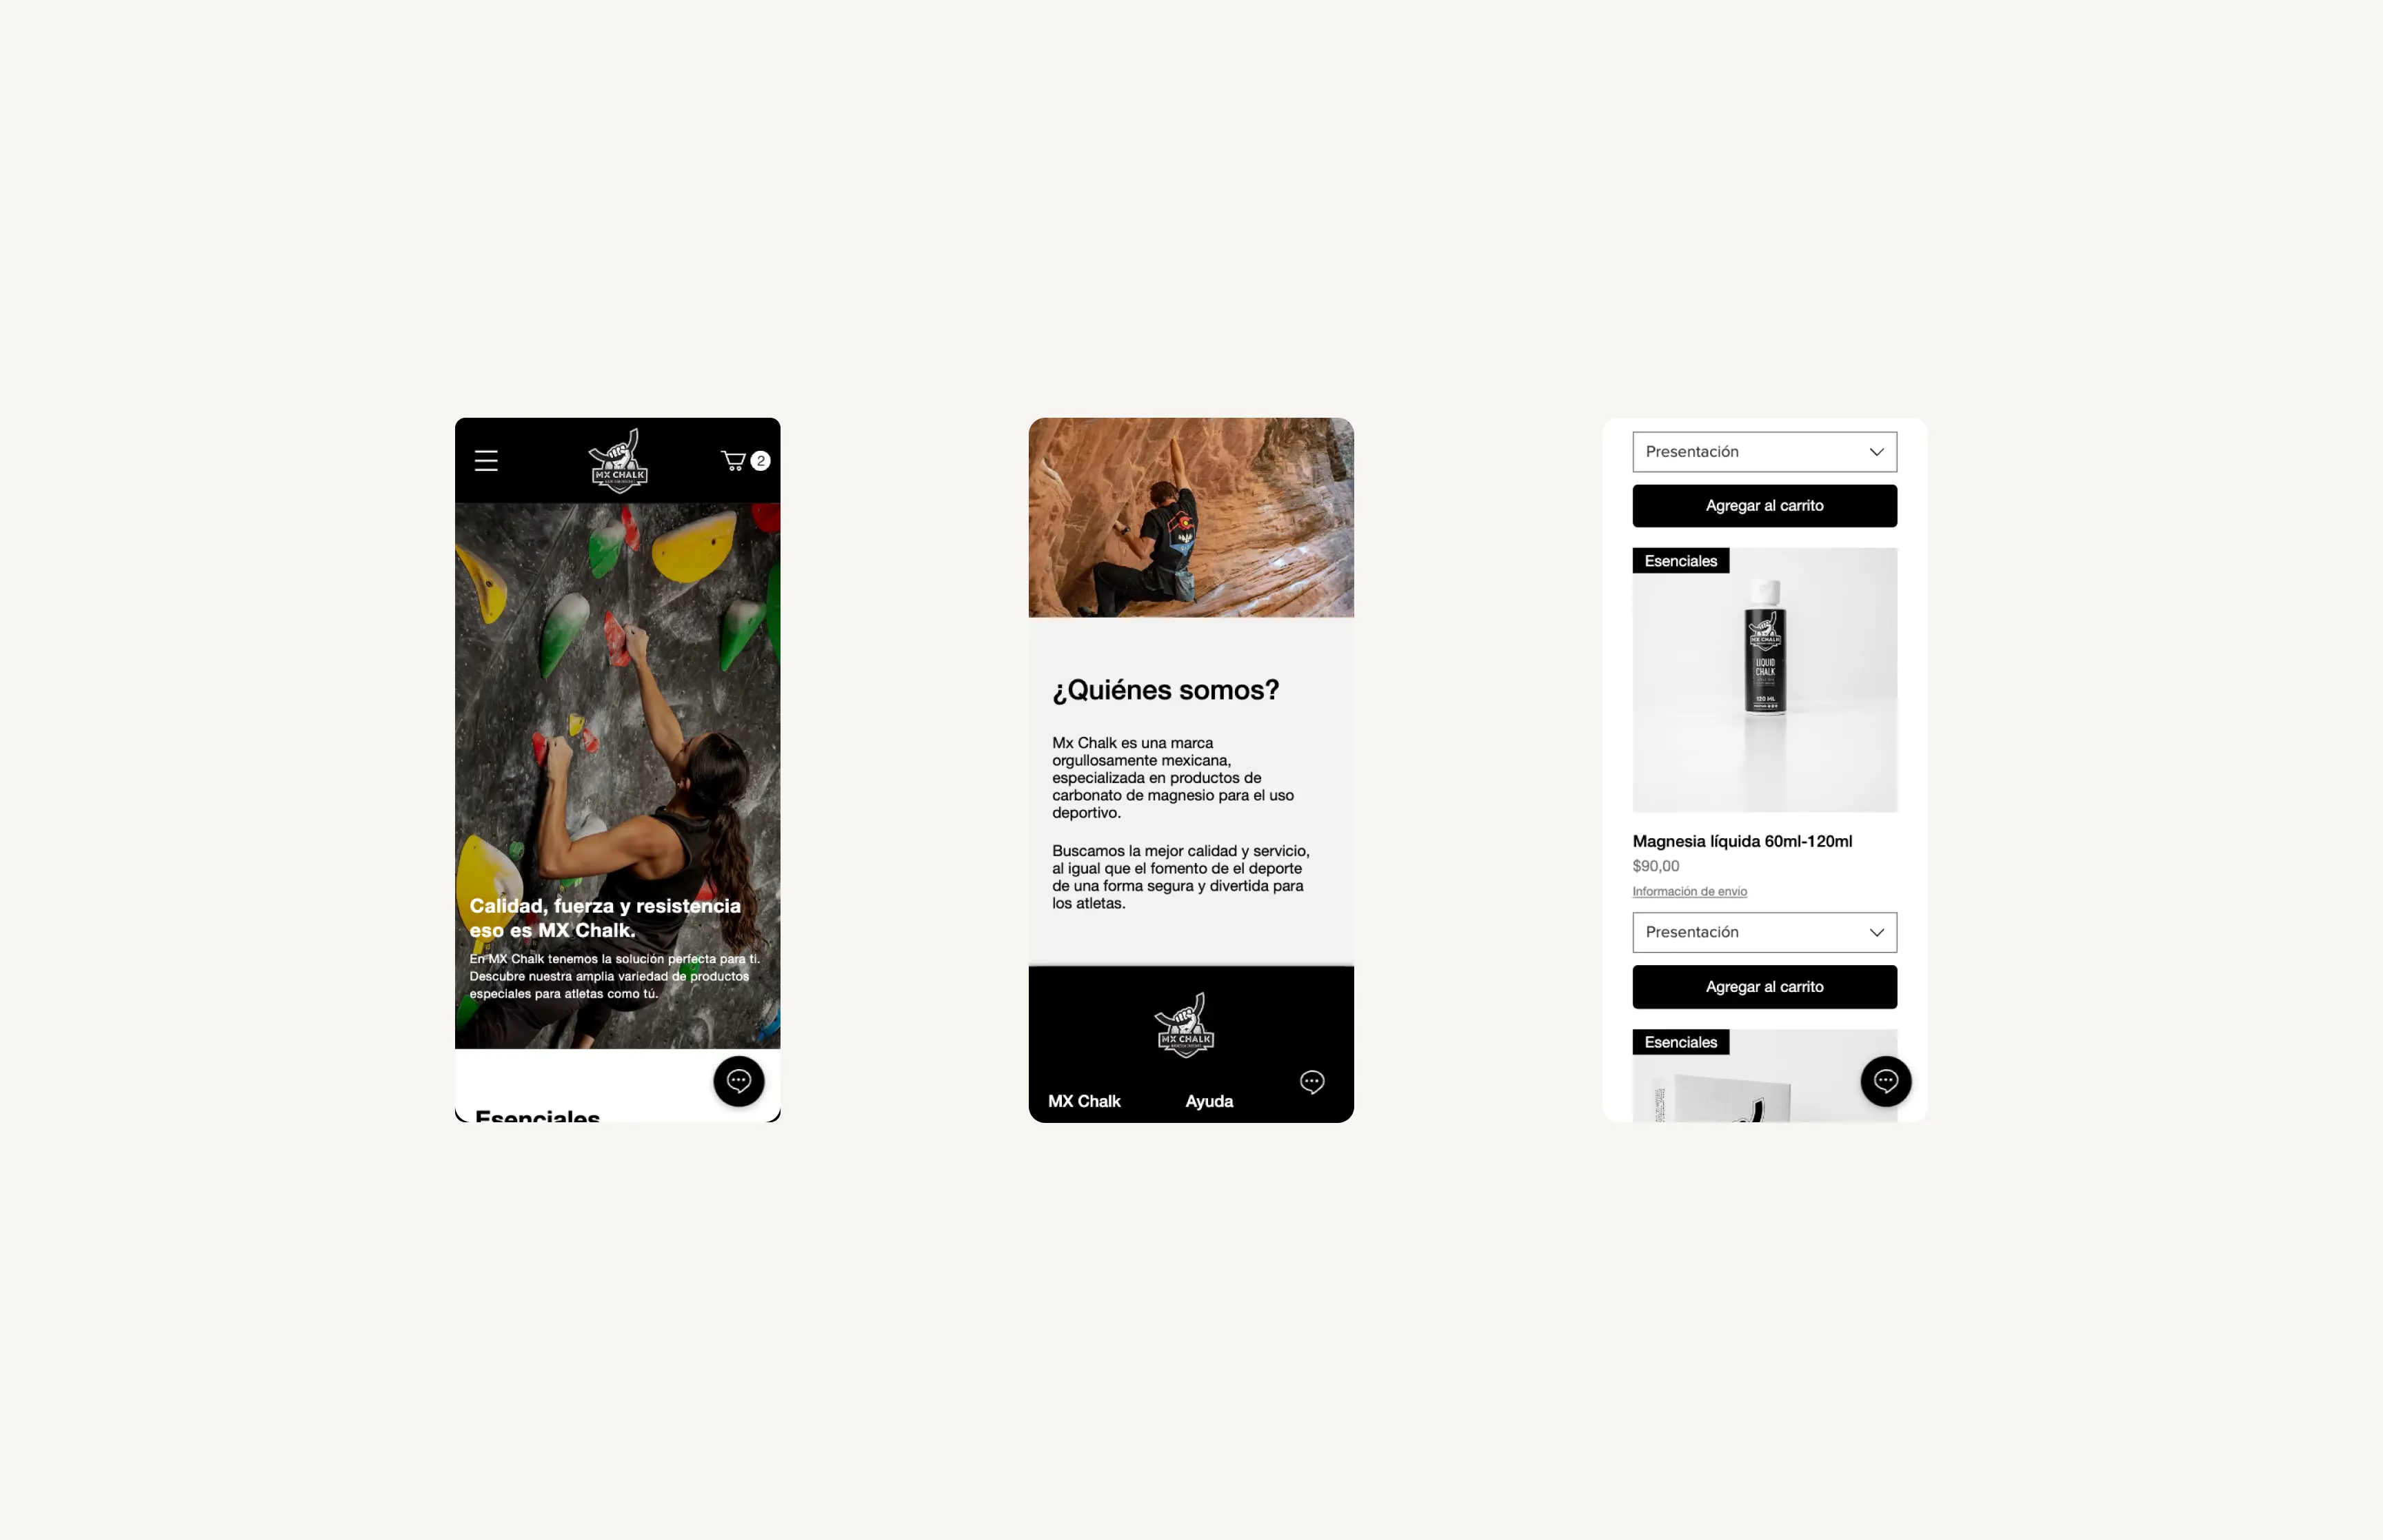 MX CHALK
2
Calidad, fuerza y resistencia
eso es MX Chalk.
En MX Chalk tenemos la solución perfecta para ti.
Descubre nuestra amplia variedad de productos
especiales para atletas como tú.
Esenciales
¿Quiénes somos?
Mx Chalk es una marca
orgullosamente mexicana,
especializada en productos de
carbonato de magnesio para el uso
deportivo.
Buscamos la mejor calidad y servicio,
al igual que el fomento de el deporte
de una forma segura y divertida para
los atletas.
MX CHALK
MX Chalk
Ayuda
Presentación
Agregar al carrito
Esenciales
MX CHALK
LIQUID
CHALK
120 ML
Magnesia líquida 60ml-120ml
$90,00
Información de envío
Presentación
Agregar al carrito
Esenciales